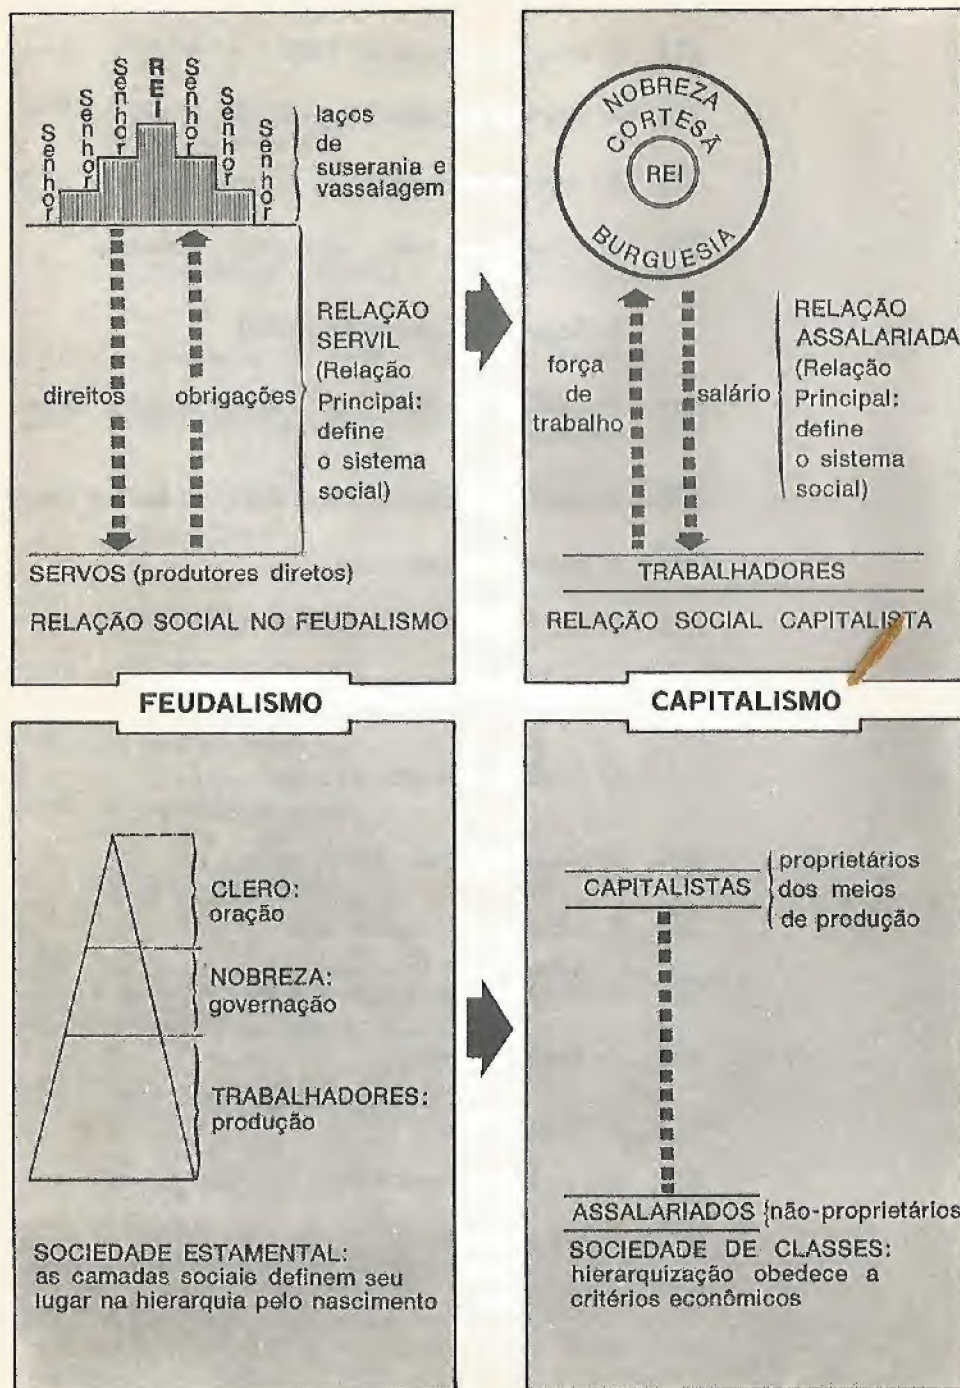 Senhor
Senhor
Senhor
REI
Senhor
Senhor
Senhor
laços
de
suserania e
vassalagem
direitos
obrigações
RELAÇÃO
SERVIL
(Relação
Principal:
define
o sistema
social)
SERVOS (produtores diretos)
RELAÇÃO SOCIAL NO FEUDALISMO
NOBREZA
CORTESÃ
REI
BURGUESIA
força
de
trabalho
salário
RELAÇÃO
ASSALARIADA
(Relação
Principal:
define
o sistema
social)
TRABALHADORES
RELAÇÃO SOCIAL CAPITALISTA
FEUDALISMO
CAPITALISMO
CLERO:
oração
NOBREZA:
governação
TRABALHADORES:
produção
SOCIEDADE ESTAMENTAL:
as camadas sociais definem seu
lugar na hierarquia pelo nascimento
CAPITALISTAS
proprietários
dos meios
de produção
ASSALARIADOS {não-proprietários
SOCIEDADE DE CLASSES:
hierarquização obedece a
critérios econômicos